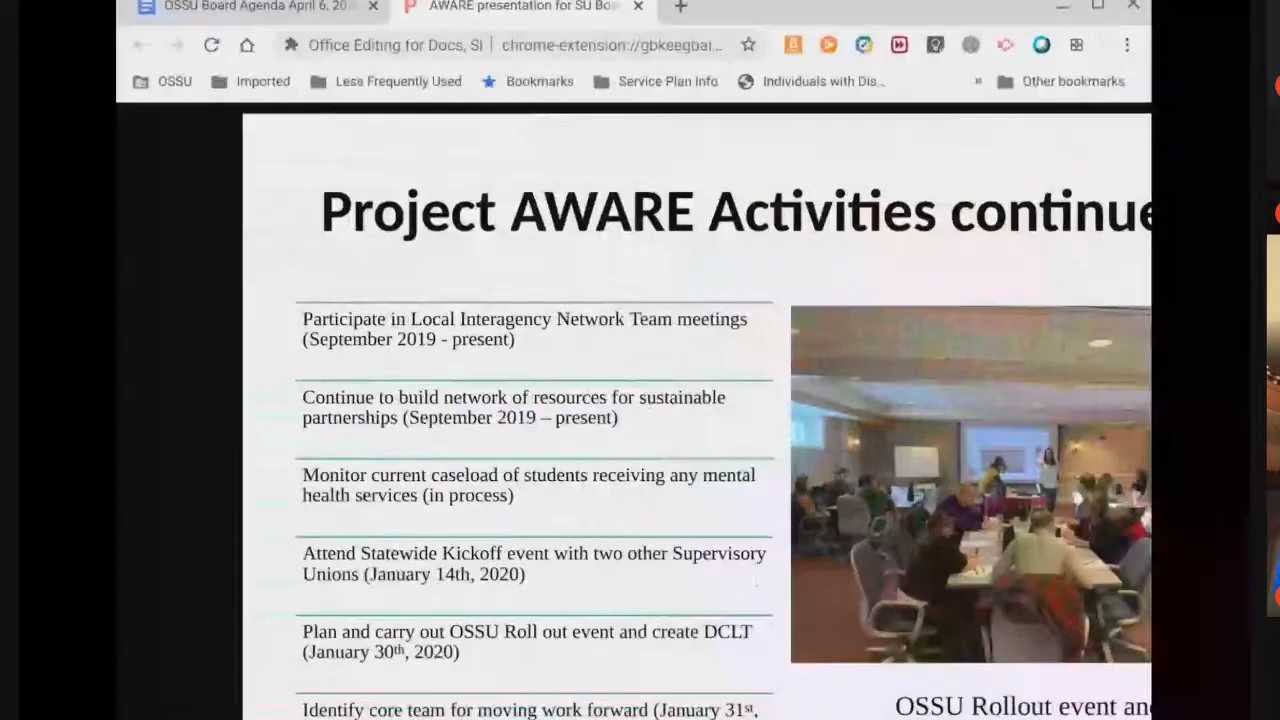 OSSU Board Agenda April 6, 20
AWARE presentation for SU Boa
Office Editing for Docs, Sl | chrome-extension://gbkeegbai...
OSSU Imported Less Frequently Used Bookmarks Service Plan Info Individuals with Dis... » Other bookmarks
Project AWARE Activities continue
Participate in Local Interagency Network Team meetings
(September 2019 - present)
Continue to build network of resources for sustainable
partnerships (September 2019 – present)
Monitor current caseload of students receiving any mental
health services (in process)
Attend Statewide Kickoff event with two other Supervisory
Unions (January 14th, 2020)
Plan and carry out OSSU Roll out event and create DCLT
(January 30th, 2020)
Identify core team for moving work forward (January 31st,
OSSU Rollout event and